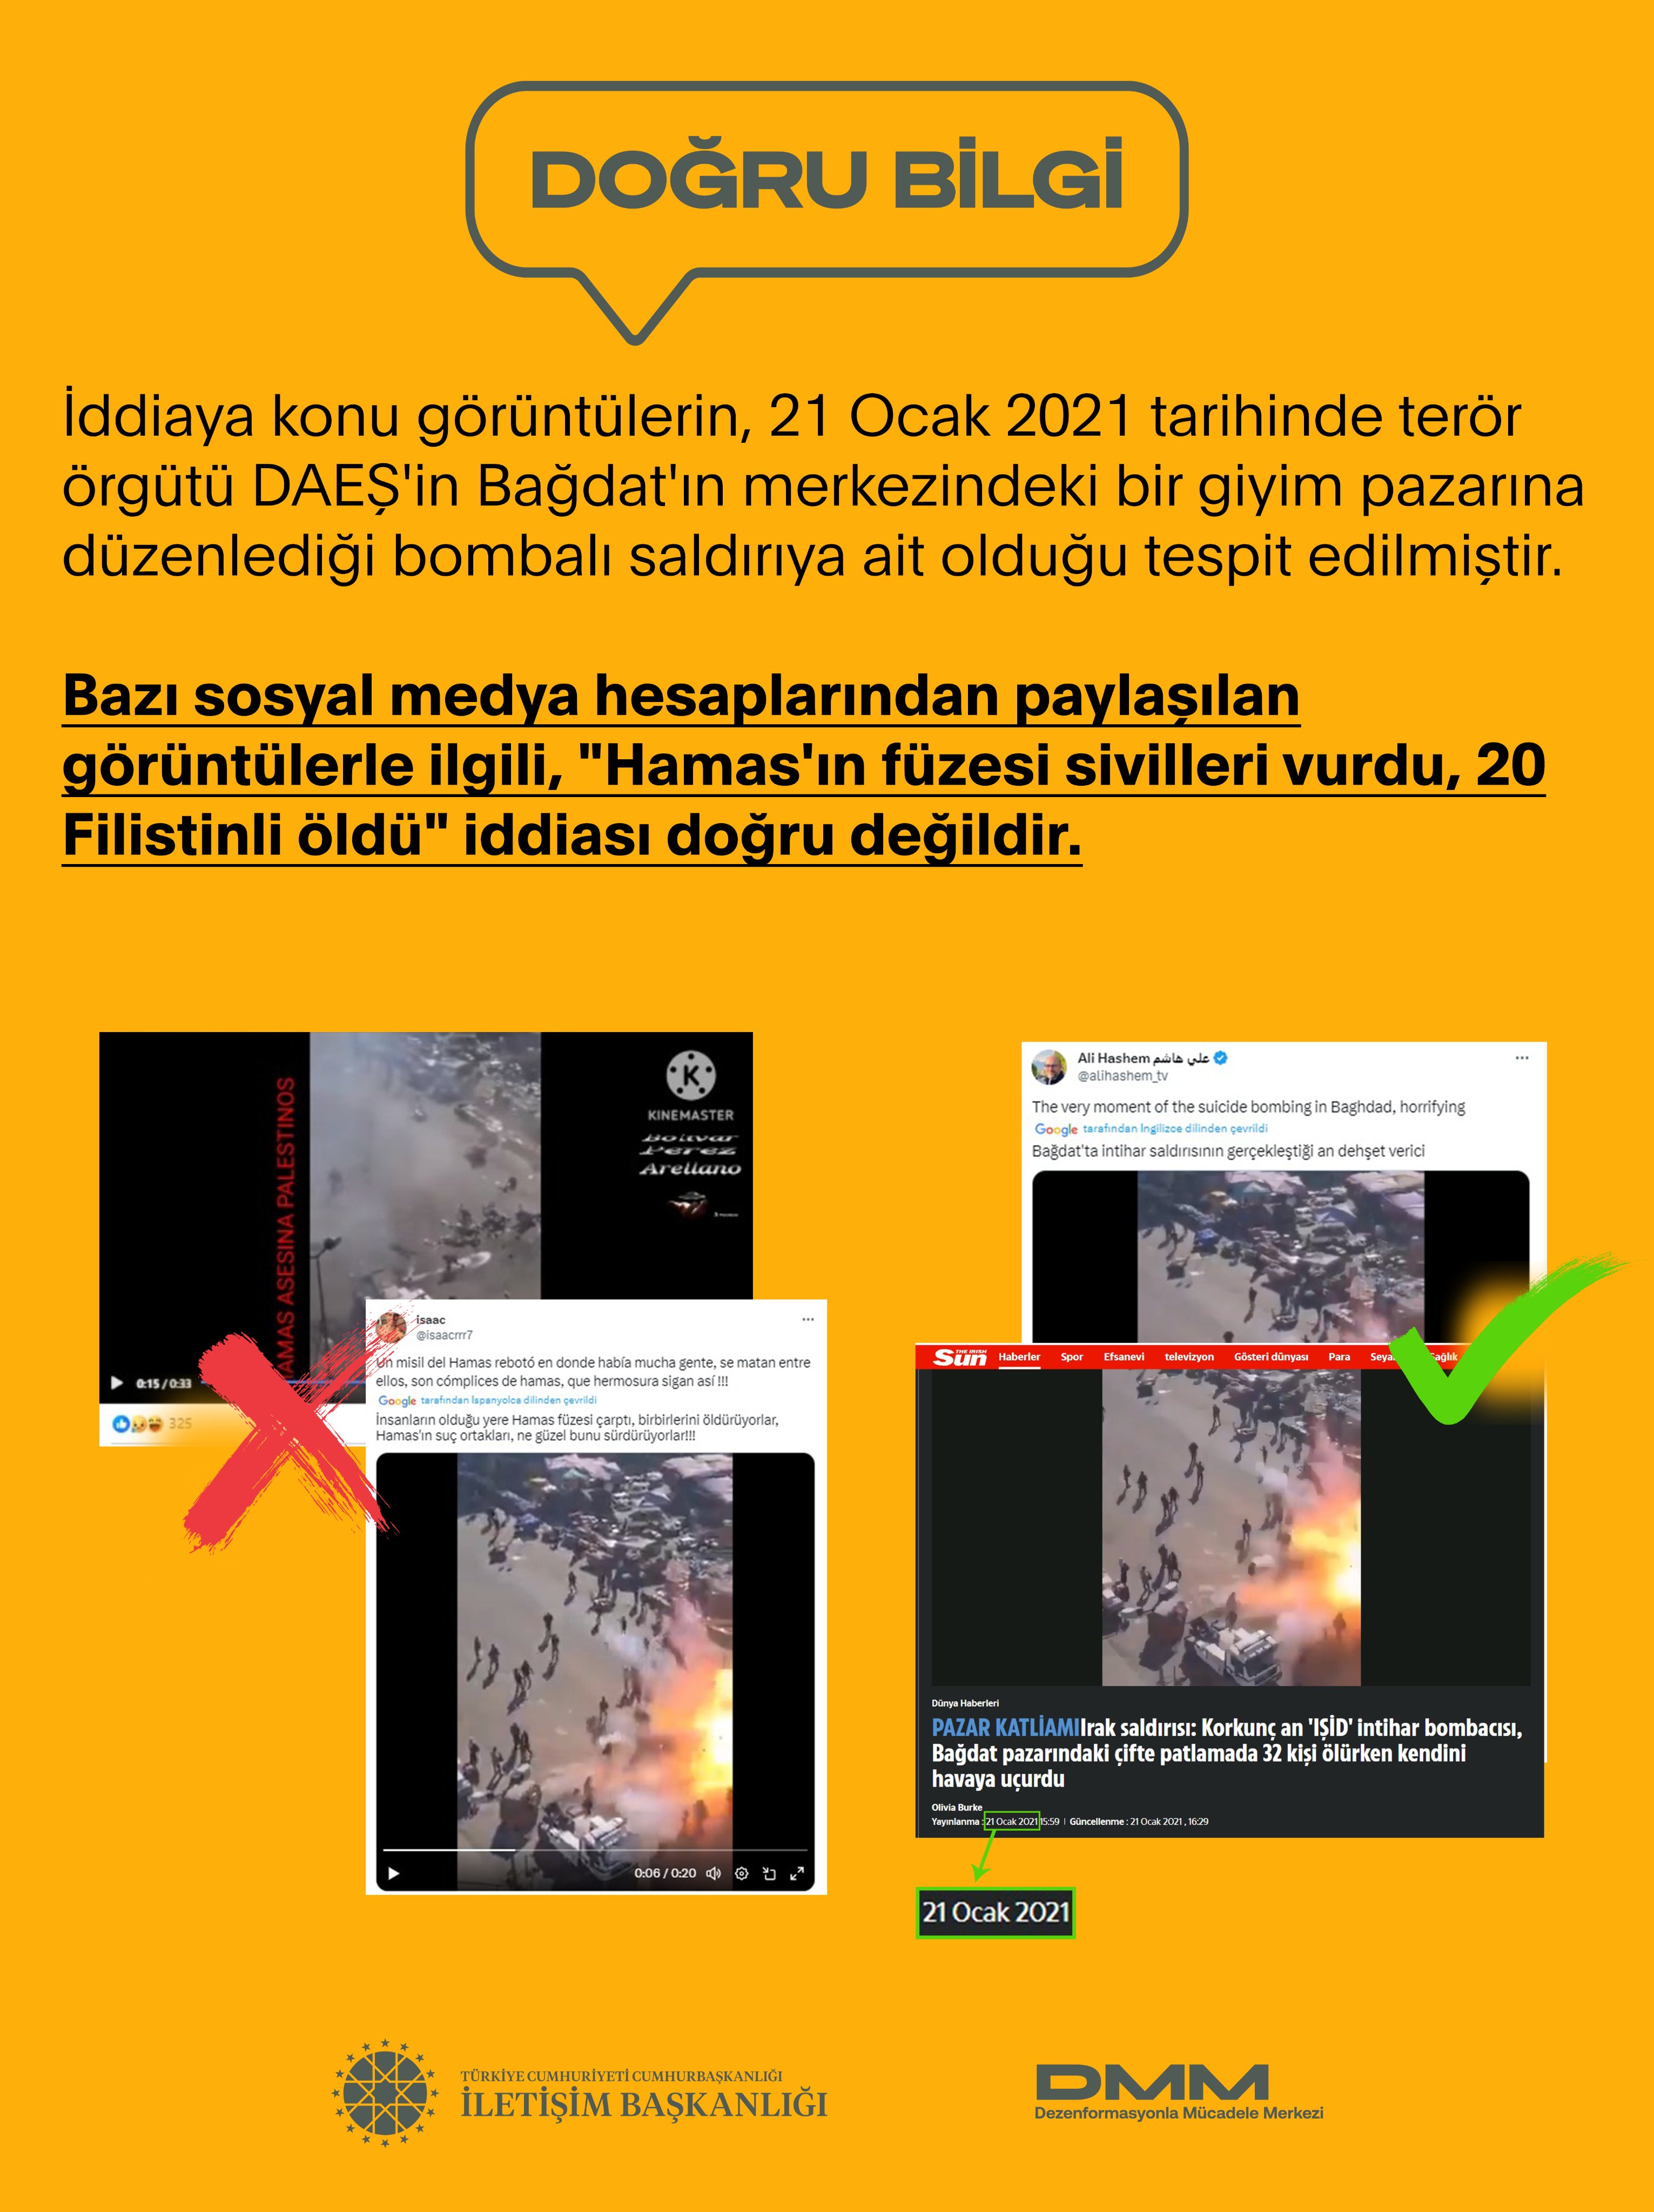 DOĞRU BİLGİ
İddiaya konu görüntülerin, 21 Ocak 2021 tarihinde terör
örgütü DAEŞ'in Bağdat'ın merkezindeki bir giyim pazarına
düzenlediği bombalı saldırıya ait olduğu tespit edilmiştir.
Bazı sosyal medya hesaplarından paylaşılan
görüntülerle ilgili, "Hamas'ın füzesi sivilleri vurdu, 20
Filistinli öldü" iddiası doğru değildir.
AMAS ASESINA PALESTINOS
K
KINEMASTER
Bolivar
Perez
Arellano
0:15 / 0:33
325
isaac
@isaacrrr7
Un misil del Hamas rebotó en donde había mucha gente, se matan entre
ellos, son cómplices de hamas, que hermosura sigan así !!!
Google tarafından İspanyolca dilinden çevrildi
İnsanların olduğu yere Hamas füzesi çarptı, birbirlerini öldürüyorlar,
Hamas'ın suç ortakları, ne güzel bunu sürdürüyorlar!!!
0:06 / 0:20
Ali Hashem علي هاشم
@alihashem_tv
The very moment of the suicide bombing in Baghdad, horrifying
Google tarafından İngilizce dilinden çevrildi
Bağdat'ta intihar saldırısının gerçekleştiği an dehşet verici
THE IRISH
Sun Haberler Spor Efsanevi televizyon Gösteri dünyası Para Seya ağlık
Dünya Haberleri
PAZAR KATLİAMIIrak saldırısı: Korkunç an 'IŞİD' intihar bombacısı,
Bağdat pazarındaki çifte patlamada 32 kişi ölürken kendini
havaya uçurdu
Olivia Burke
Yayınlanma : 21 Ocak 2021 15:59 | Güncellenme : 21 Ocak 2021 , 16:29
21 Ocak 2021
TÜRKİYE CUMHURİYETİ CUMHURBAŞKANLIĞI
İLETİŞİM BAŞKANLIĞI
DMM
Dezenformasyonla Mücadele Merkezi